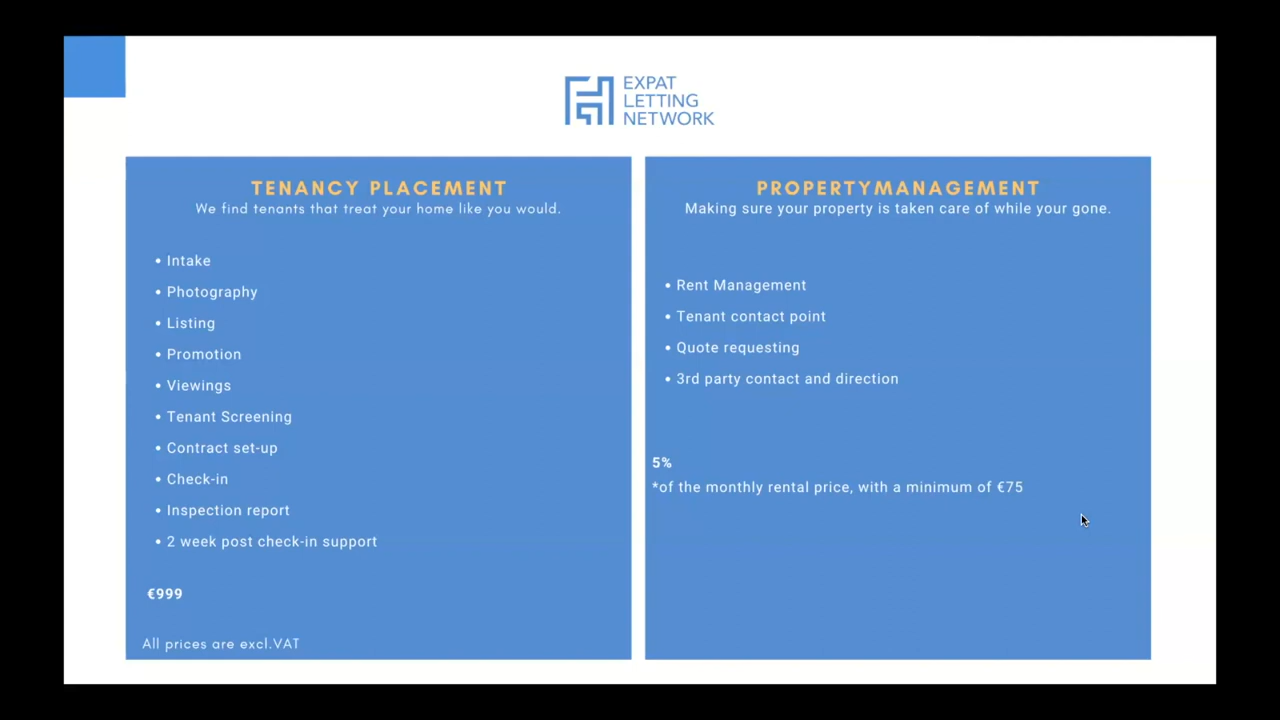 EXPAT
LETTING
NETWORK
TENANCY PLACEMENT
We find tenants that treat your home like you would.
• Intake
• Photography
• Listing
• Promotion
• Viewings
• Tenant Screening
• Contract set-up
• Check-in
• Inspection report
• 2 week post check-in support
€999
All prices are excl.VAT
PROPERTYMANAGEMENT
Making sure your property is taken care of while your gone.
• Rent Management
• Tenant contact point
• Quote requesting
• 3rd party contact and direction
5%
*of the monthly rental price, with a minimum of €75